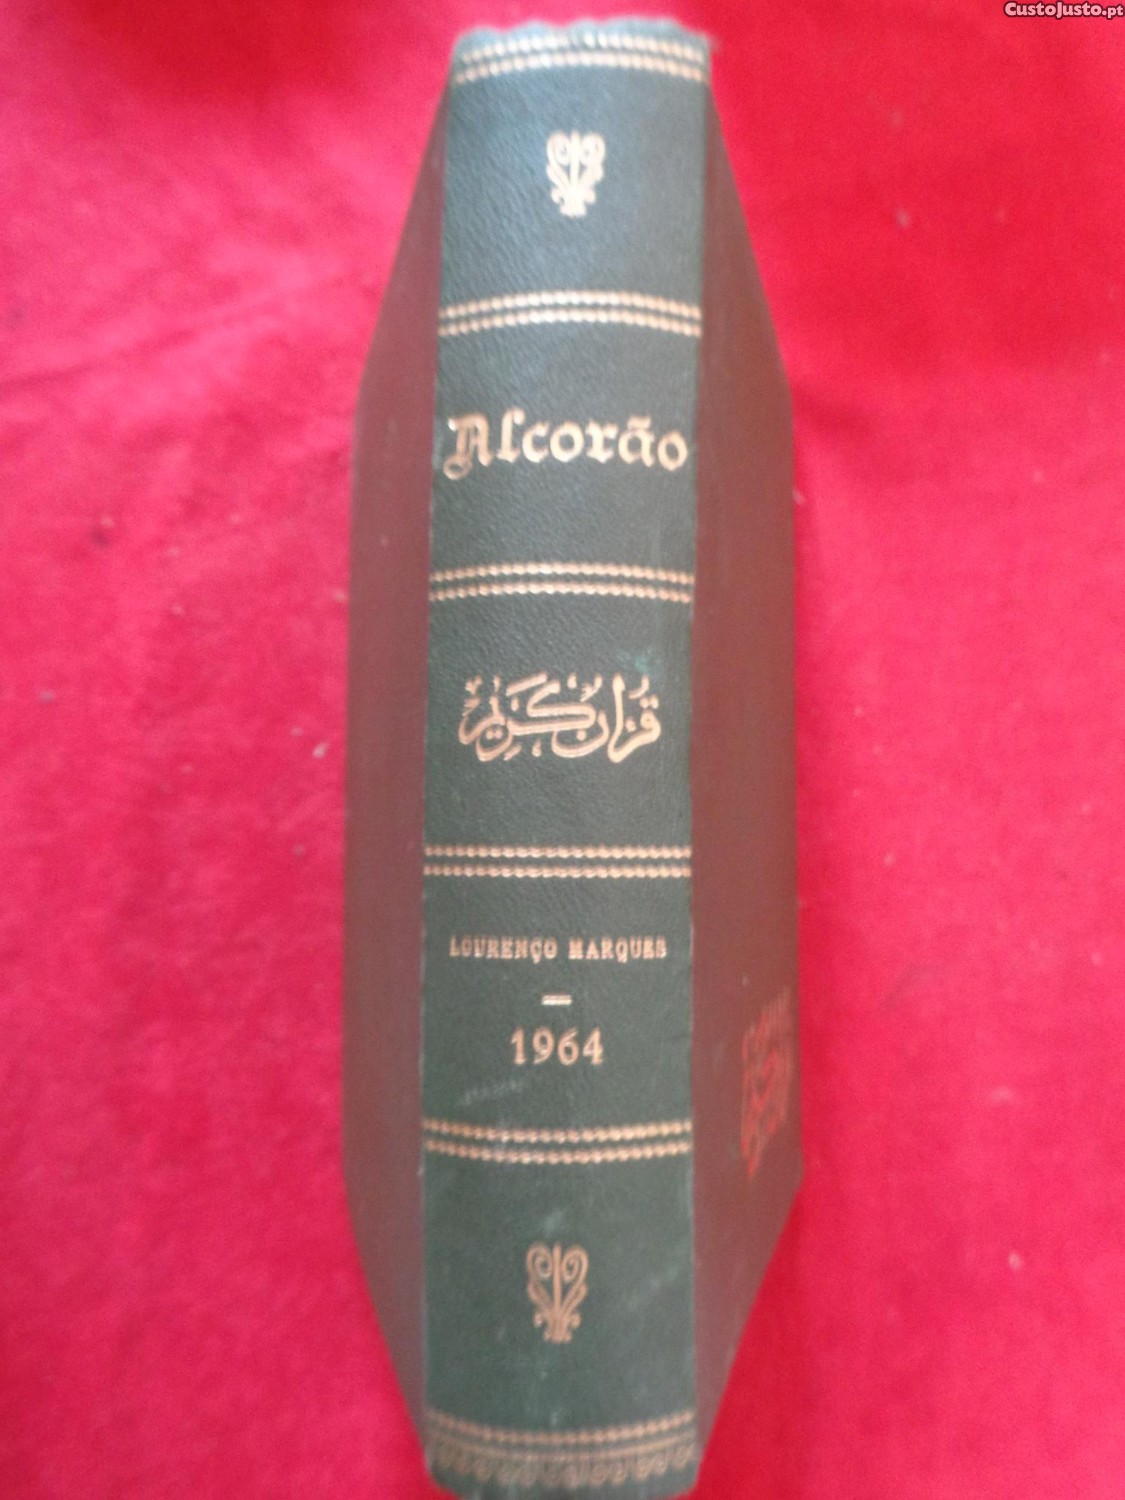 CustoJusto.pt
Alcorão
قرآن كريم
LOURENÇO MARQUES
—
1964